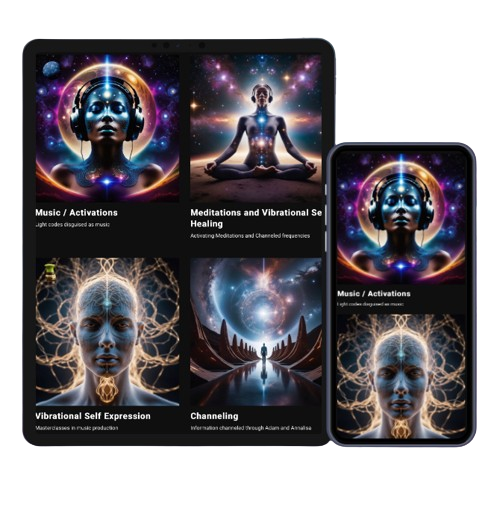 Music / Activations
Light codes disguised as music
Meditations and Vibrational Se
Healing
Activating Meditations and Channeled frequencies
Vibrational Self Expression
Masterclasses in music production
Channeling
Information channeled through Adam and Annalisa
Music / Activations
Light codes disguised as music